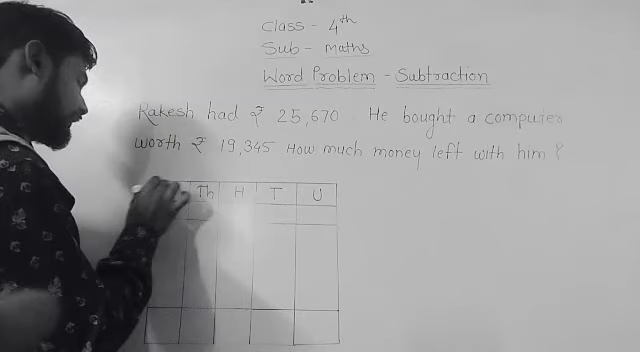 Class - 4th
Sub - Maths
Word Problem - Subtraction
Rakesh had ₹ 25,670 He bought a computer
worth ₹ 19,345 How much money left with him ?
Th H T U